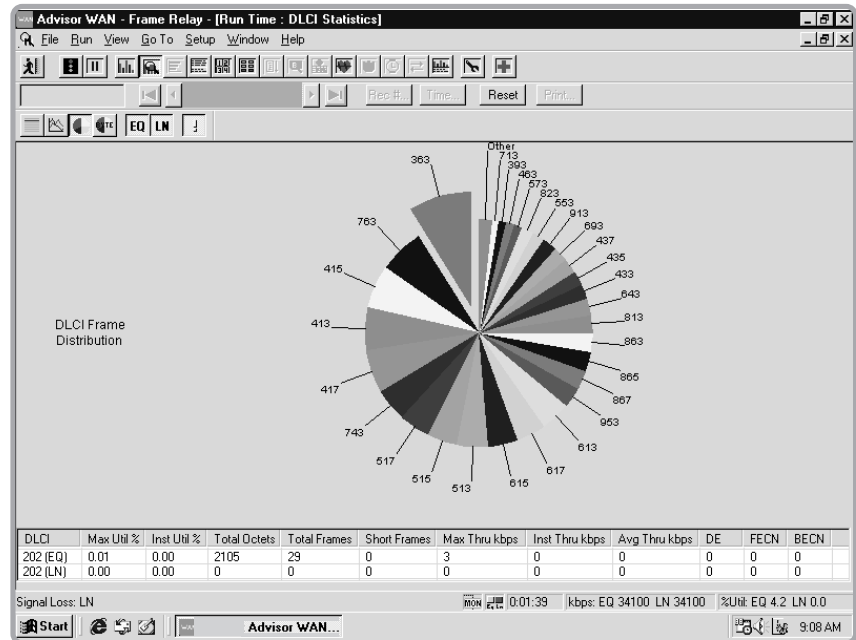 Advisor WAN - Frame Relay - [Run Time : DLCI Statistics]
File Run View Go To Setup Window Help
Rec #... Time... Reset Print...
EQ LN
DLCI Frame
Distribution
Other
713
393
463
573
823
553
913
693
437
435
433
643
813
863
865
867
953
613
617
615
513
515
517
743
417
413
415
763
363
DLCI Max Util % Inst Util % Total Octets Total Frames Short Frames Max Thru kbps Inst Thru kbps Avg Thru kbps DE FECN BECN
202 (EQ) 0.01 0.00 2105 29 0 3 0 0 0 0 0
202 (LN) 0.00 0.00 0 0 0 0 0 0 0 0 0
Signal Loss: LN MON 0:01:39 kbps: EQ 34100 LN 34100 %Util: EQ 4.2 LN 0.0
Start Advisor WAN... 9:08 AM